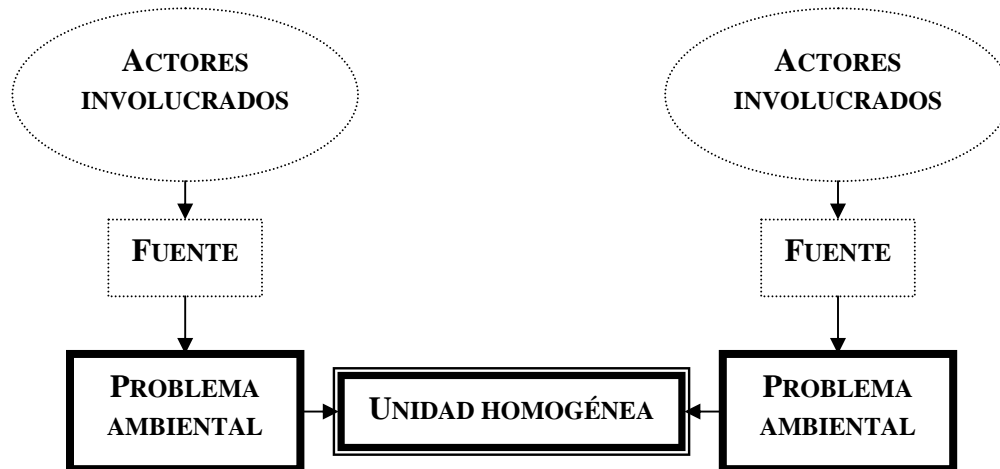 ACTORES
INVOLUCRADOS
ACTORES
INVOLUCRADOS
FUENTE
FUENTE
PROBLEMA
AMBIENTAL
UNIDAD HOMOGÉNEA
PROBLEMA
AMBIENTAL